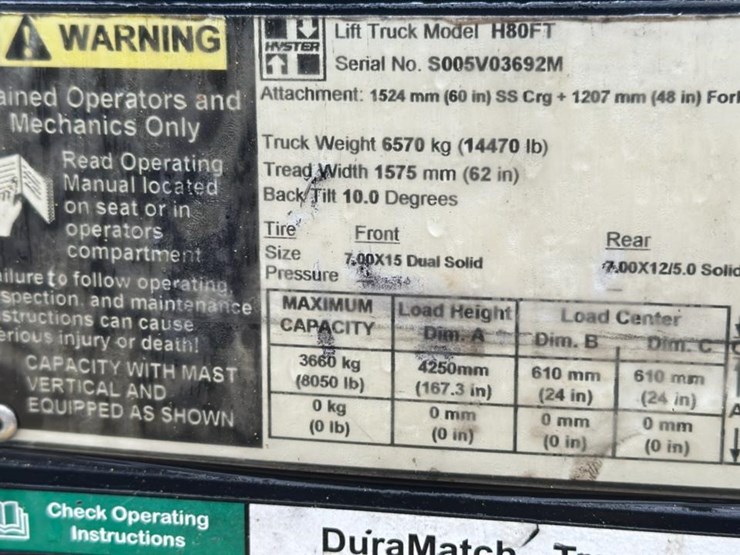 WARNING
ained Operators and
Mechanics Only
Read Operating
Manual located
on seat or in
operators
compartment
ailure to follow operating,
spection, and maintenance
structions can cause
erious injury or death!
CAPACITY WITH MAST
VERTICAL AND
EQUIPPED AS SHOWN
HYSTER
Lift Truck Model H80FT
Serial No. S005V03692M
Attachment: 1524 mm (60 in) SS Crg + 1207 mm (48 in) Fork
Truck Weight 6570 kg (14470 lb)
Tread Width 1575 mm (62 in)
Back Tilt 10.0 Degrees
Tire Front Rear
Size 7.00X15 Dual Solid 7.00X12/5.0 Solid
Pressure
MAXIMUM CAPACITY Load Height Dim. A Load Center Dim. B Dim. C
3660 kg (8050 lb) 4250mm (167.3 in) 610 mm (24 in) 610 mm (24 in)
0 kg (0 lb) 0 mm (0 in) 0 mm (0 in) 0 mm (0 in)
Check Operating
Instructions
DuraMatch